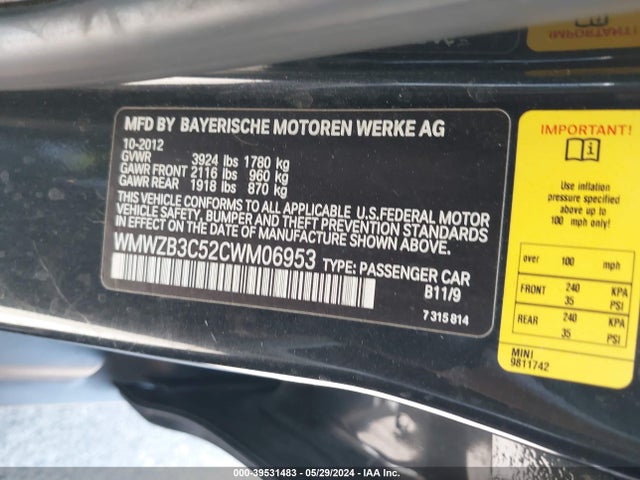 MFD BY BAYERISCHE MOTOREN WERKE AG
10-2012
GVWR 3924 lbs 1780 kg
GAWR FRONT 2116 lbs 960 kg
GAWR REAR 1918 lbs 870 kg
THIS VEHICLE CONFORMS TO ALL APPLICABLE U.S.FEDERAL MOTOR
VEHICLE SAFETY, BUMPER AND THEFT PREVENTION STANDARDS
IN EFFECT ON THE DATE OF MANUFACTURE SHOWN ABOVE.
WMWZB3C52CWM06953 TYPE: PASSENGER CAR
B11/9
7 315 814
IMPORTANT!
Use inflation
pressure specified
above for up to
100 mph only!
over 100 mph
FRONT 240 KPA
35 PSI
REAR 240 KPA
35 PSI
MINI
9811742
000-39531483 - 05/29/2024 - IAA Inc.